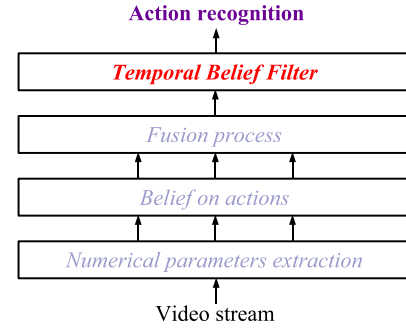 Action recognition
Temporal Belief Filter
Fusion process
Belief on actions
Numerical parameters extraction
Video stream